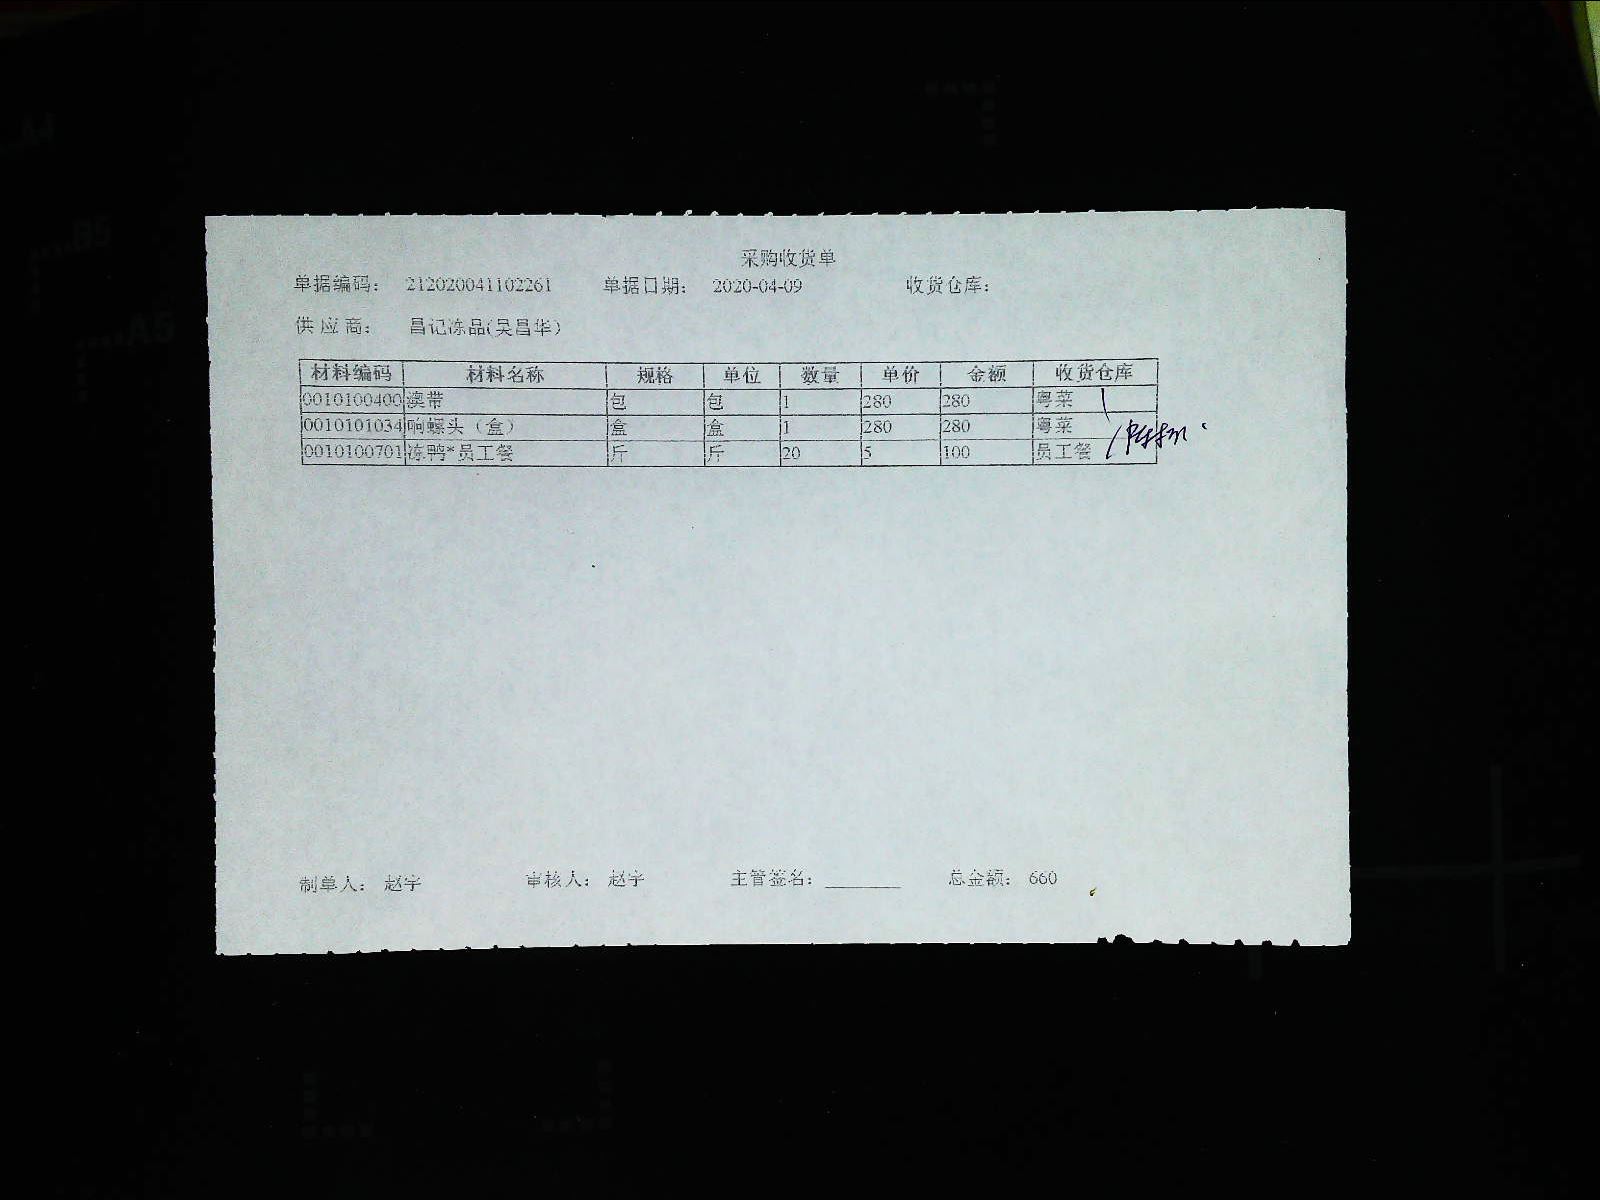 采购收货单
单据编码： 212020041102261 单据日期： 2020-04-09 收货仓库：
供 应 商： 昌记冻品(吴昌华)
材料编码 材料名称 规格 单位 数量 单价 金额 收货仓库
0010100400 澳带 包 包 1 280 280 粤菜
0010101034 响螺头（盒） 盒 盒 1 280 280 粤菜
0010100701 冻鸭*员工餐 斤 斤 20 5 100 员工餐
制单人： 赵宇 审核人： 赵宇 主管签名：________ 总金额： 660
A4
B5
A5